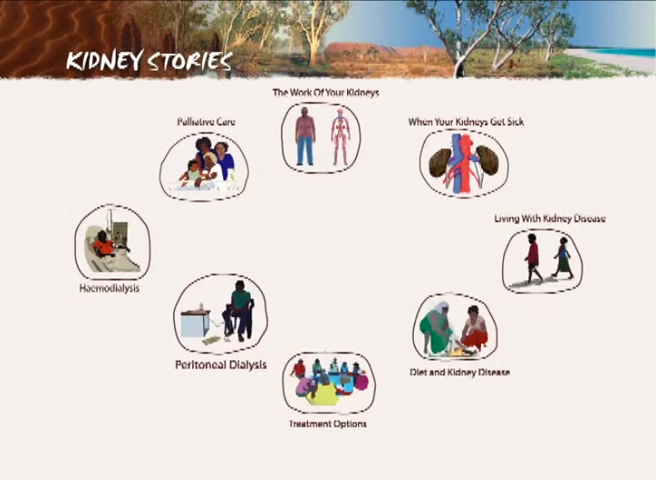 KIDNEY STORIES
The Work Of Your Kidneys
Palliative Care
When Your Kidneys Get Sick
Living With Kidney Disease
Haemodialysis
Peritoneal Dialysis
Diet and Kidney Disease
Treatment Options